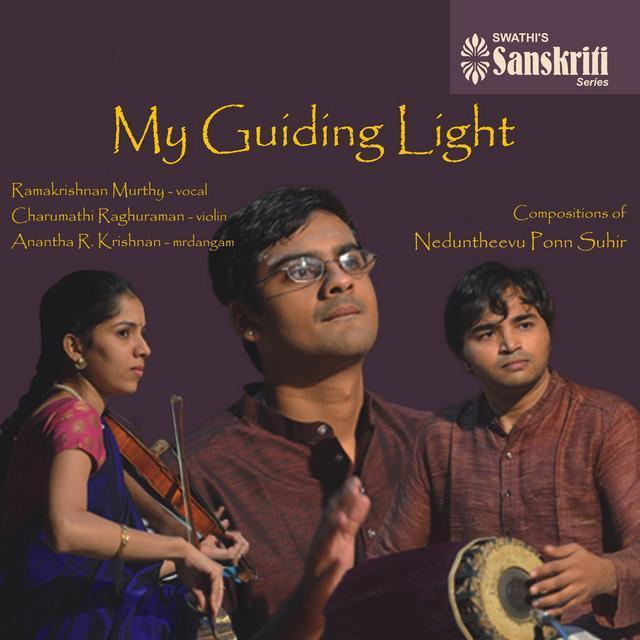 SWATHI'S
Sanskriti
Series
My Guiding Light
Ramakrishnan Murthy - vocal
Charumathi Raghuraman - violin
Anantha R. Krishnan - mrdangam
Compositions of
Neduntheevu Ponn Suhir